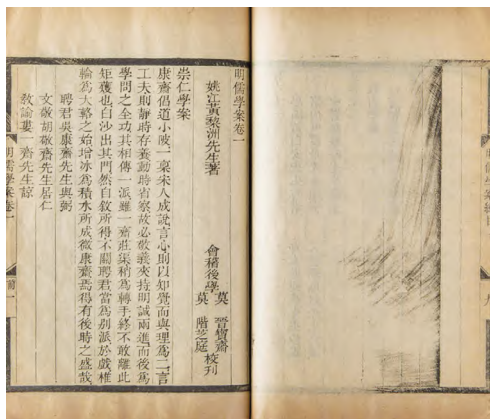 明儒學案卷一
姚江黃梨洲先生著
會稽後學
莫 晉寶齋
莫 階芝庭
校刊
崇仁學案
康齋倡道小陂一稟宋人成說言心則以知覺而與理爲二言
工夫則靜時存養動時省察故必敬義夾持明誠兩進而後爲
學問之全功其相傳一派雖一齋莊渠稍爲轉手終不敢離此
矩矱也白沙出其門然自敘所得不關聘君當爲別派於戲椎
輪爲大輅之始增冰爲積水所成微康齋焉得有後時之盛哉
聘君吳康齋先生與弼
文敬胡敬齋先生居仁
教諭婁一齋先生諒
明儒學案卷一